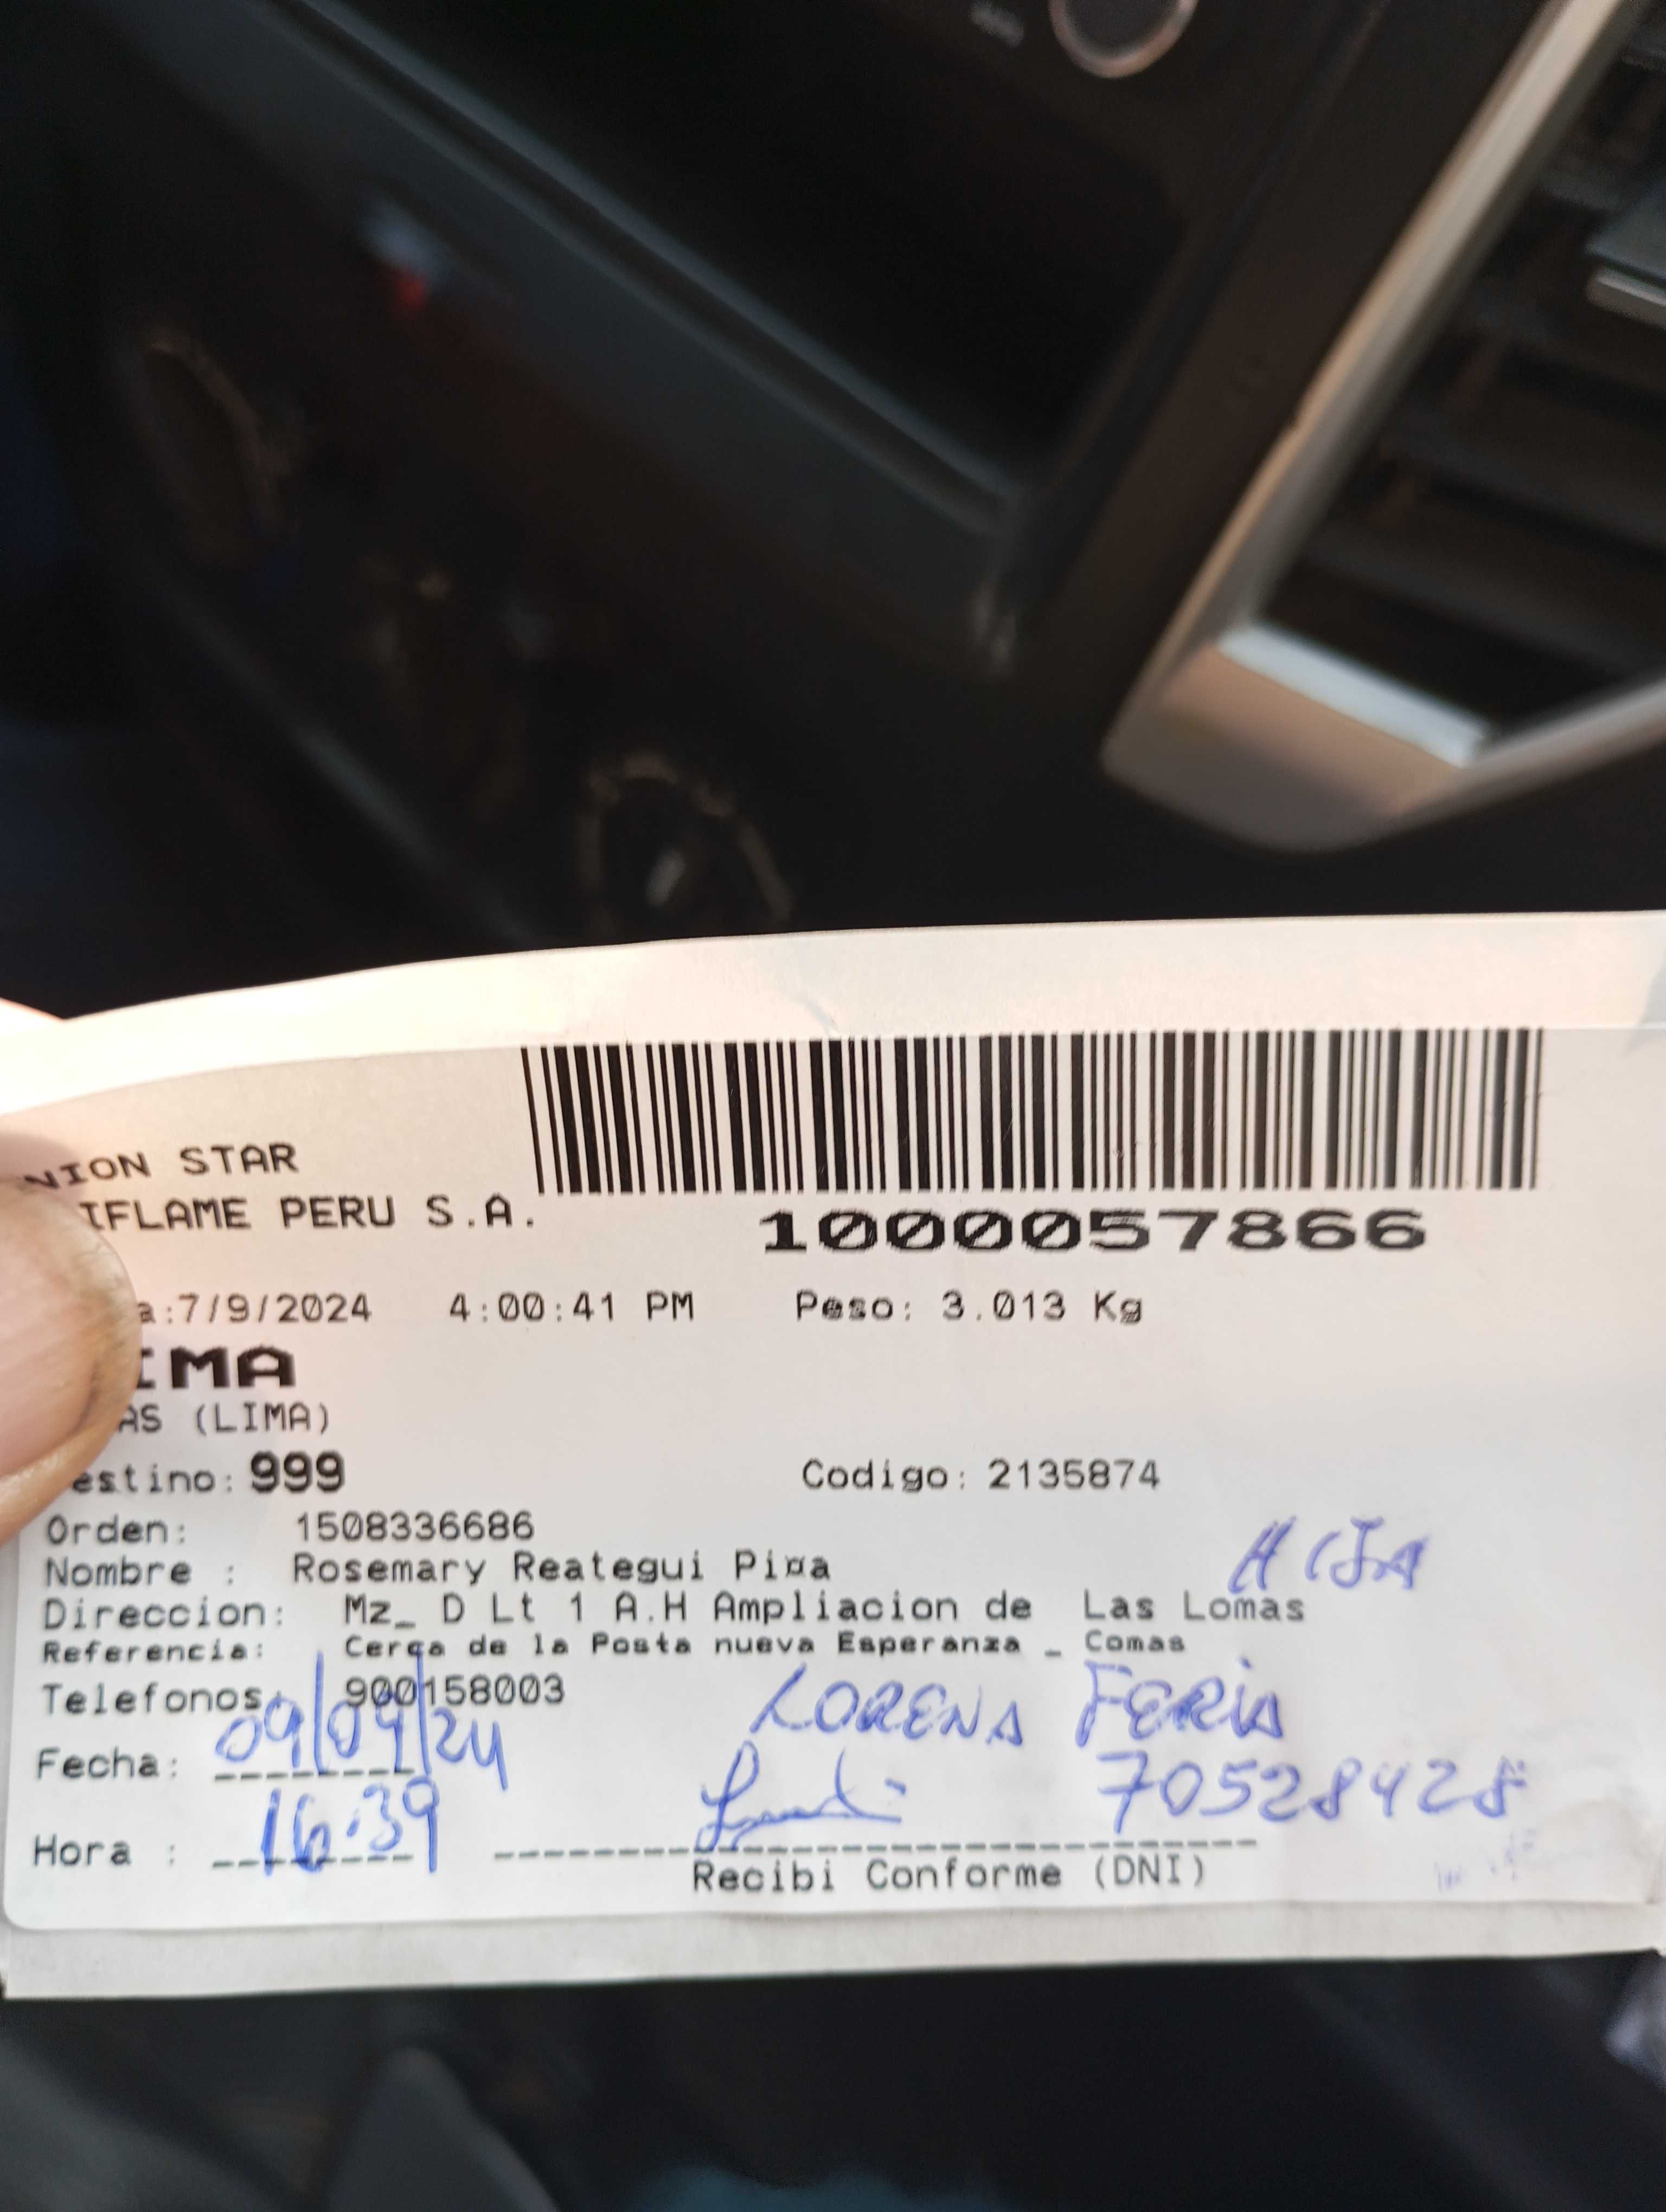 NION STAR
IFLAME PERU S.A.
1000057866
a:7/9/2024 4:00:41 PM Peso: 3.013 Kg
IMA
AS (LIMA)
estino: 999 Codigo: 2135874
Orden: 1508336686
HIJA
Nombre : Rosemary Reategui Pi¤a
Direccion: Mz_ D Lt 1 A.H Ampliacion de Las Lomas
Referencia: Cerca de la Posta nueva Esperanza _ Comas
Telefonos: 900158003
LORENA FERIA
Fecha: 09/09/24
70528428
Hora : 16:39
Recibi Conforme (DNI)